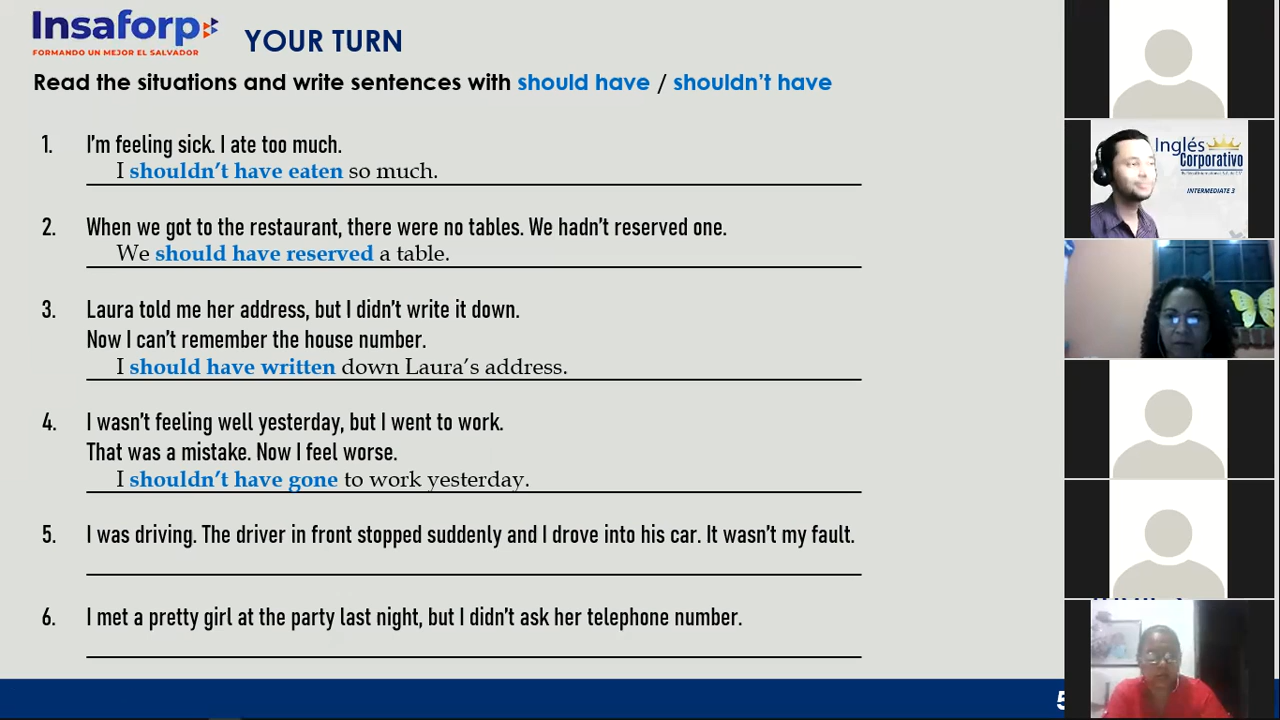 Insaforp
FORMANDO UN MEJOR EL SALVADOR
YOUR TURN
Read the situations and write sentences with should have / shouldn't have
1. I'm feeling sick. I ate too much.
I shouldn't have eaten so much.
2. When we got to the restaurant, there were no tables. We hadn't reserved one.
We should have reserved a table.
3. Laura told me her address, but I didn't write it down.
Now I can't remember the house number.
I should have written down Laura's address.
4. I wasn't feeling well yesterday, but I went to work.
That was a mistake. Now I feel worse.
I shouldn't have gone to work yesterday.
5. I was driving. The driver in front stopped suddenly and I drove into his car. It wasn't my fault.
6. I met a pretty girl at the party last night, but I didn't ask her telephone number.
5
Inglés
Corporativo
INTERMEDIATE 3